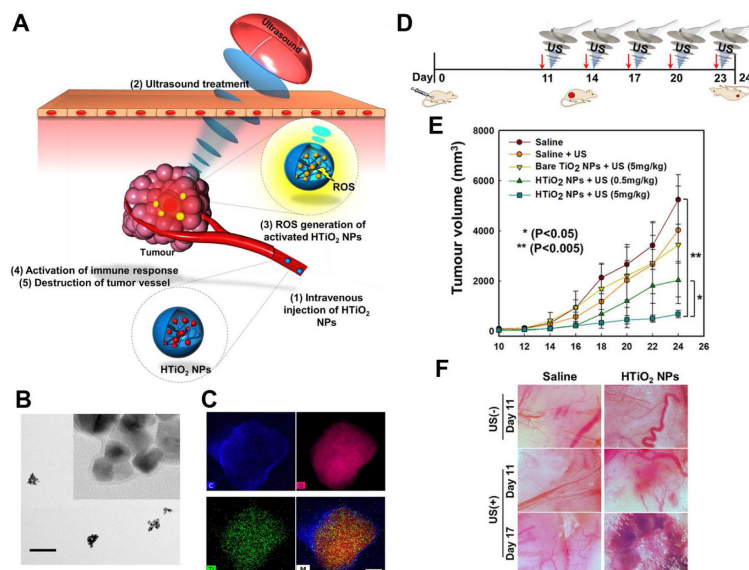 A
Ultrasound
(2) Ultrasound treatment
ROS
(3) ROS generation of
activated HTiO2 NPs
Tumour
(4) Activation of immune response
(5) Destruction of tumor vessel
(1) Intravenous
injection of HTiO2
NPs
HTiO2 NPs
B
C
C
O
M
D
US US US US US
Day 0 11 14 17 20 23 24
E
Tumour volume (mm3)
8000
6000
4000
2000
0
10 12 14 16 18 20 22 24 26
Saline
Saline + US
Bare TiO2 NPs + US (5mg/kg)
HTiO2 NPs + US (0.5mg/kg)
HTiO2 NPs + US (5mg/kg)
* (P<0.05)
** (P<0.005)
**
*
F
Saline HTiO2 NPs
US(-)
Day 11
US(+)
Day 11
Day 17